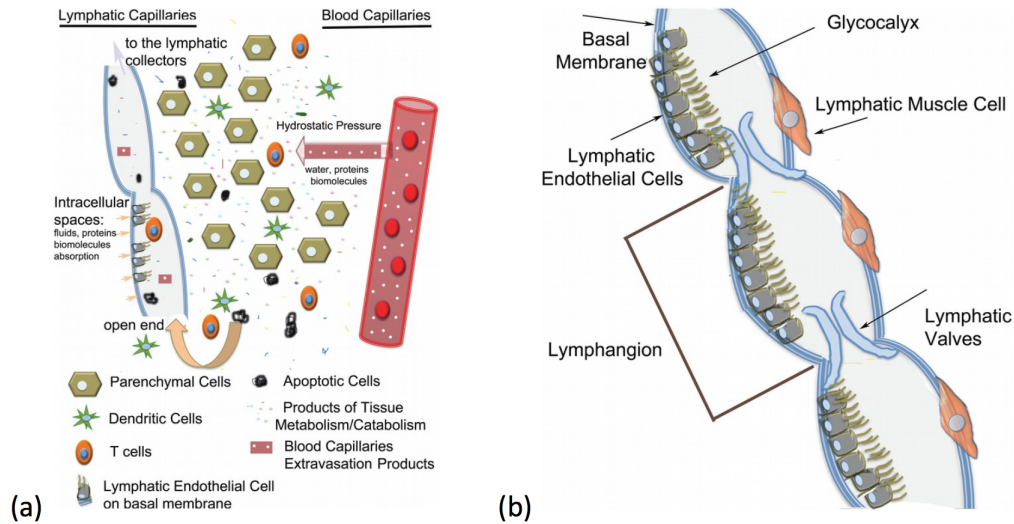 Lymphatic Capillaries
Blood Capillaries
to the lymphatic
collectors
Hydrostatic Pressure
water, proteins
biomolecules
Intracellular
spaces:
fluids, proteins
biomolecules
absorption
open end
Parenchymal Cells
Apoptotic Cells
Dendritic Cells
Products of Tissue
Metabolism/Catabolism
T cells
Blood Capillaries
Extravasation Products
Lymphatic Endothelial Cell
on basal membrane
(a)
Basal
Membrane
Glycocalyx
Lymphatic Muscle Cell
Lymphatic
Endothelial Cells
Lymphangion
Lymphatic
Valves
(b)